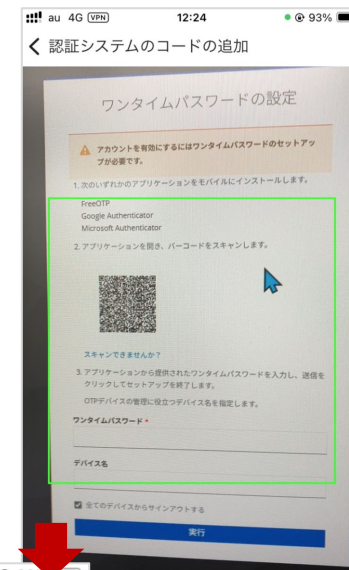 au 4G VPN 12:24 93%
認証システムのコードの追加
ワンタイムパスワードの設定
アカウントを有効にするにはワンタイムパスワードのセットアッ
プが必要です。
1. 次のいずれかのアプリケーションをモバイルにインストールします。
FreeOTP
Google Authenticator
Microsoft Authenticator
2. アプリケーションを開き、バーコードをスキャンします。
スキャンできませんか?
3. アプリケーションから提供されたワンタイムパスワードを入力し、送信を
クリックしてセットアップを終了します。
OTPデバイスの管理に役立つデバイス名を指定します。
ワンタイムパスワード *
デバイス名
全てのデバイスからサインアウトする
実行